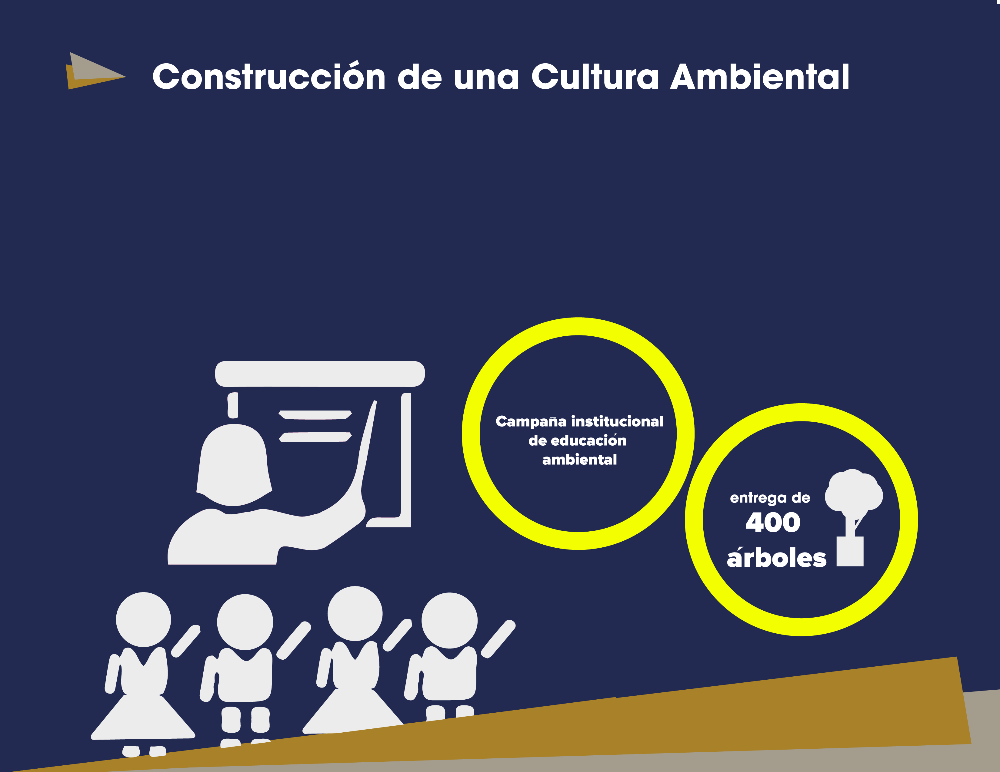 Construcción de una Cultura Ambiental
Campaña institucional
de educación
ambiental
entrega de
400
árboles